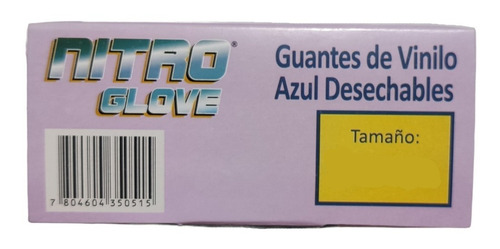 NITRO®
GLOVE
Guantes de Vinilo
Azul Desechables
Tamaño:
7 804604 350515